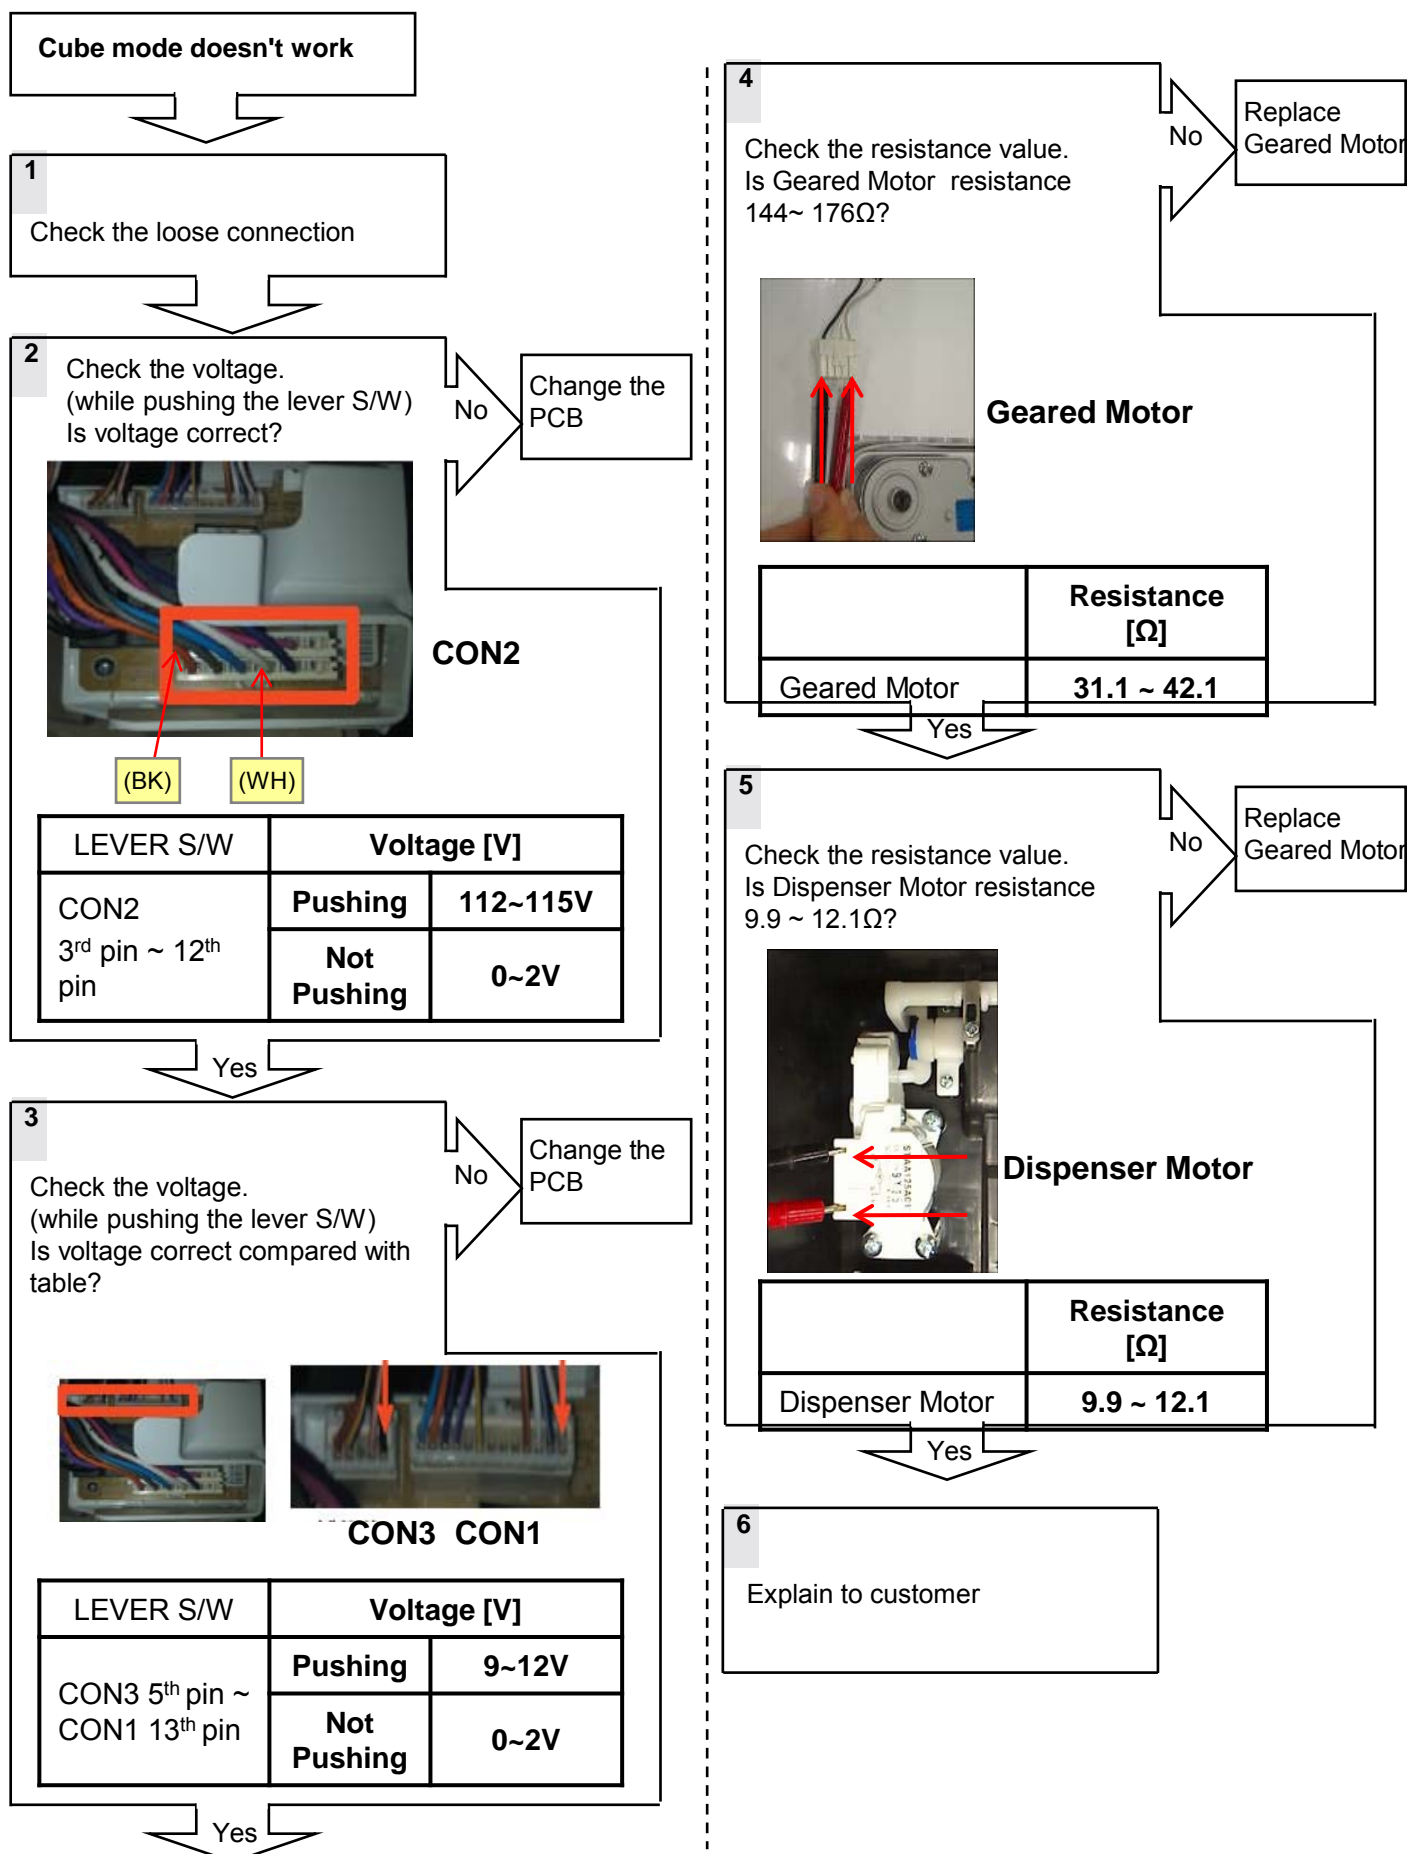 Cube mode doesn't work
1
Check the loose connection
2
Check the voltage.
(while pushing the lever S/W)
Is voltage correct?
No
Change the
PCB
CON2
(BK)
(WH)
LEVER S/W
Voltage [V]
CON2
3rd pin ~ 12th
pin
Pushing
112~115V
Not
Pushing
0~2V
Yes
3
Check the voltage.
(while pushing the lever S/W)
Is voltage correct compared with
table?
No
Change the
PCB
CON3 CON1
LEVER S/W
Voltage [V]
CON3 5th pin ~
CON1 13th pin
Pushing
9~12V
Not
Pushing
0~2V
Yes
4
Check the resistance value.
Is Geared Motor resistance
144~ 176Ω?
No
Replace
Geared Motor
Geared Motor
Resistance
[Ω]
Geared Motor
31.1 ~ 42.1
Yes
5
Check the resistance value.
Is Dispenser Motor resistance
9.9 ~ 12.1Ω?
No
Replace
Geared Motor
Dispenser Motor
Resistance
[Ω]
Dispenser Motor
9.9 ~ 12.1
Yes
6
Explain to customer